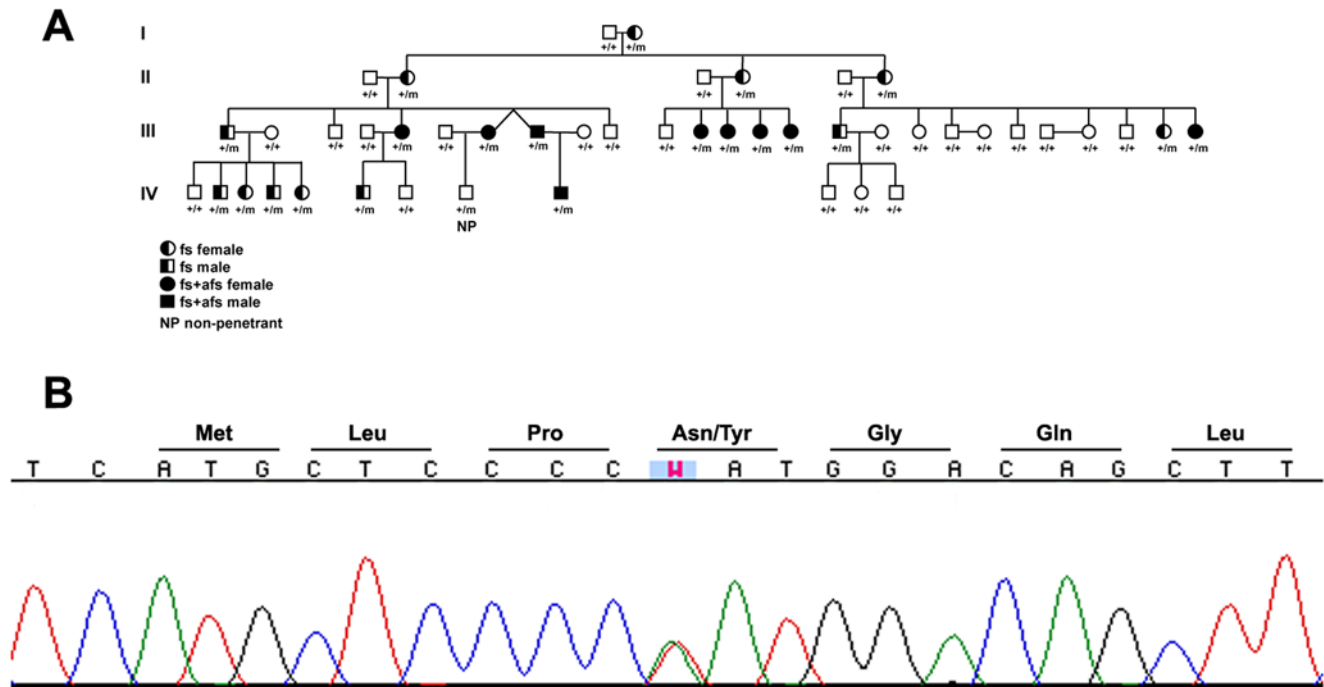 A
I
+/+ +/m
II
+/+ +/m +/+ +/m +/+ +/m
III
+/m +/+ +/+ +/+ +/m +/+ +/m +/m +/+ +/+ +/+ +/m +/m +/m +/m +/m +/+ +/+ +/+ +/+ +/+ +/+ +/+ +/+ +/m +/m
IV
+/+ +/m +/m +/m +/m +/m +/+ +/m +/m +/+ +/+ +/+
NP
fs female
fs male
fs+afs female
fs+afs male
NP non-penetrant
B
Met Leu Pro Asn/Tyr Gly Gln Leu
T C A T G C T C C C C W A T G G A C A G C T T